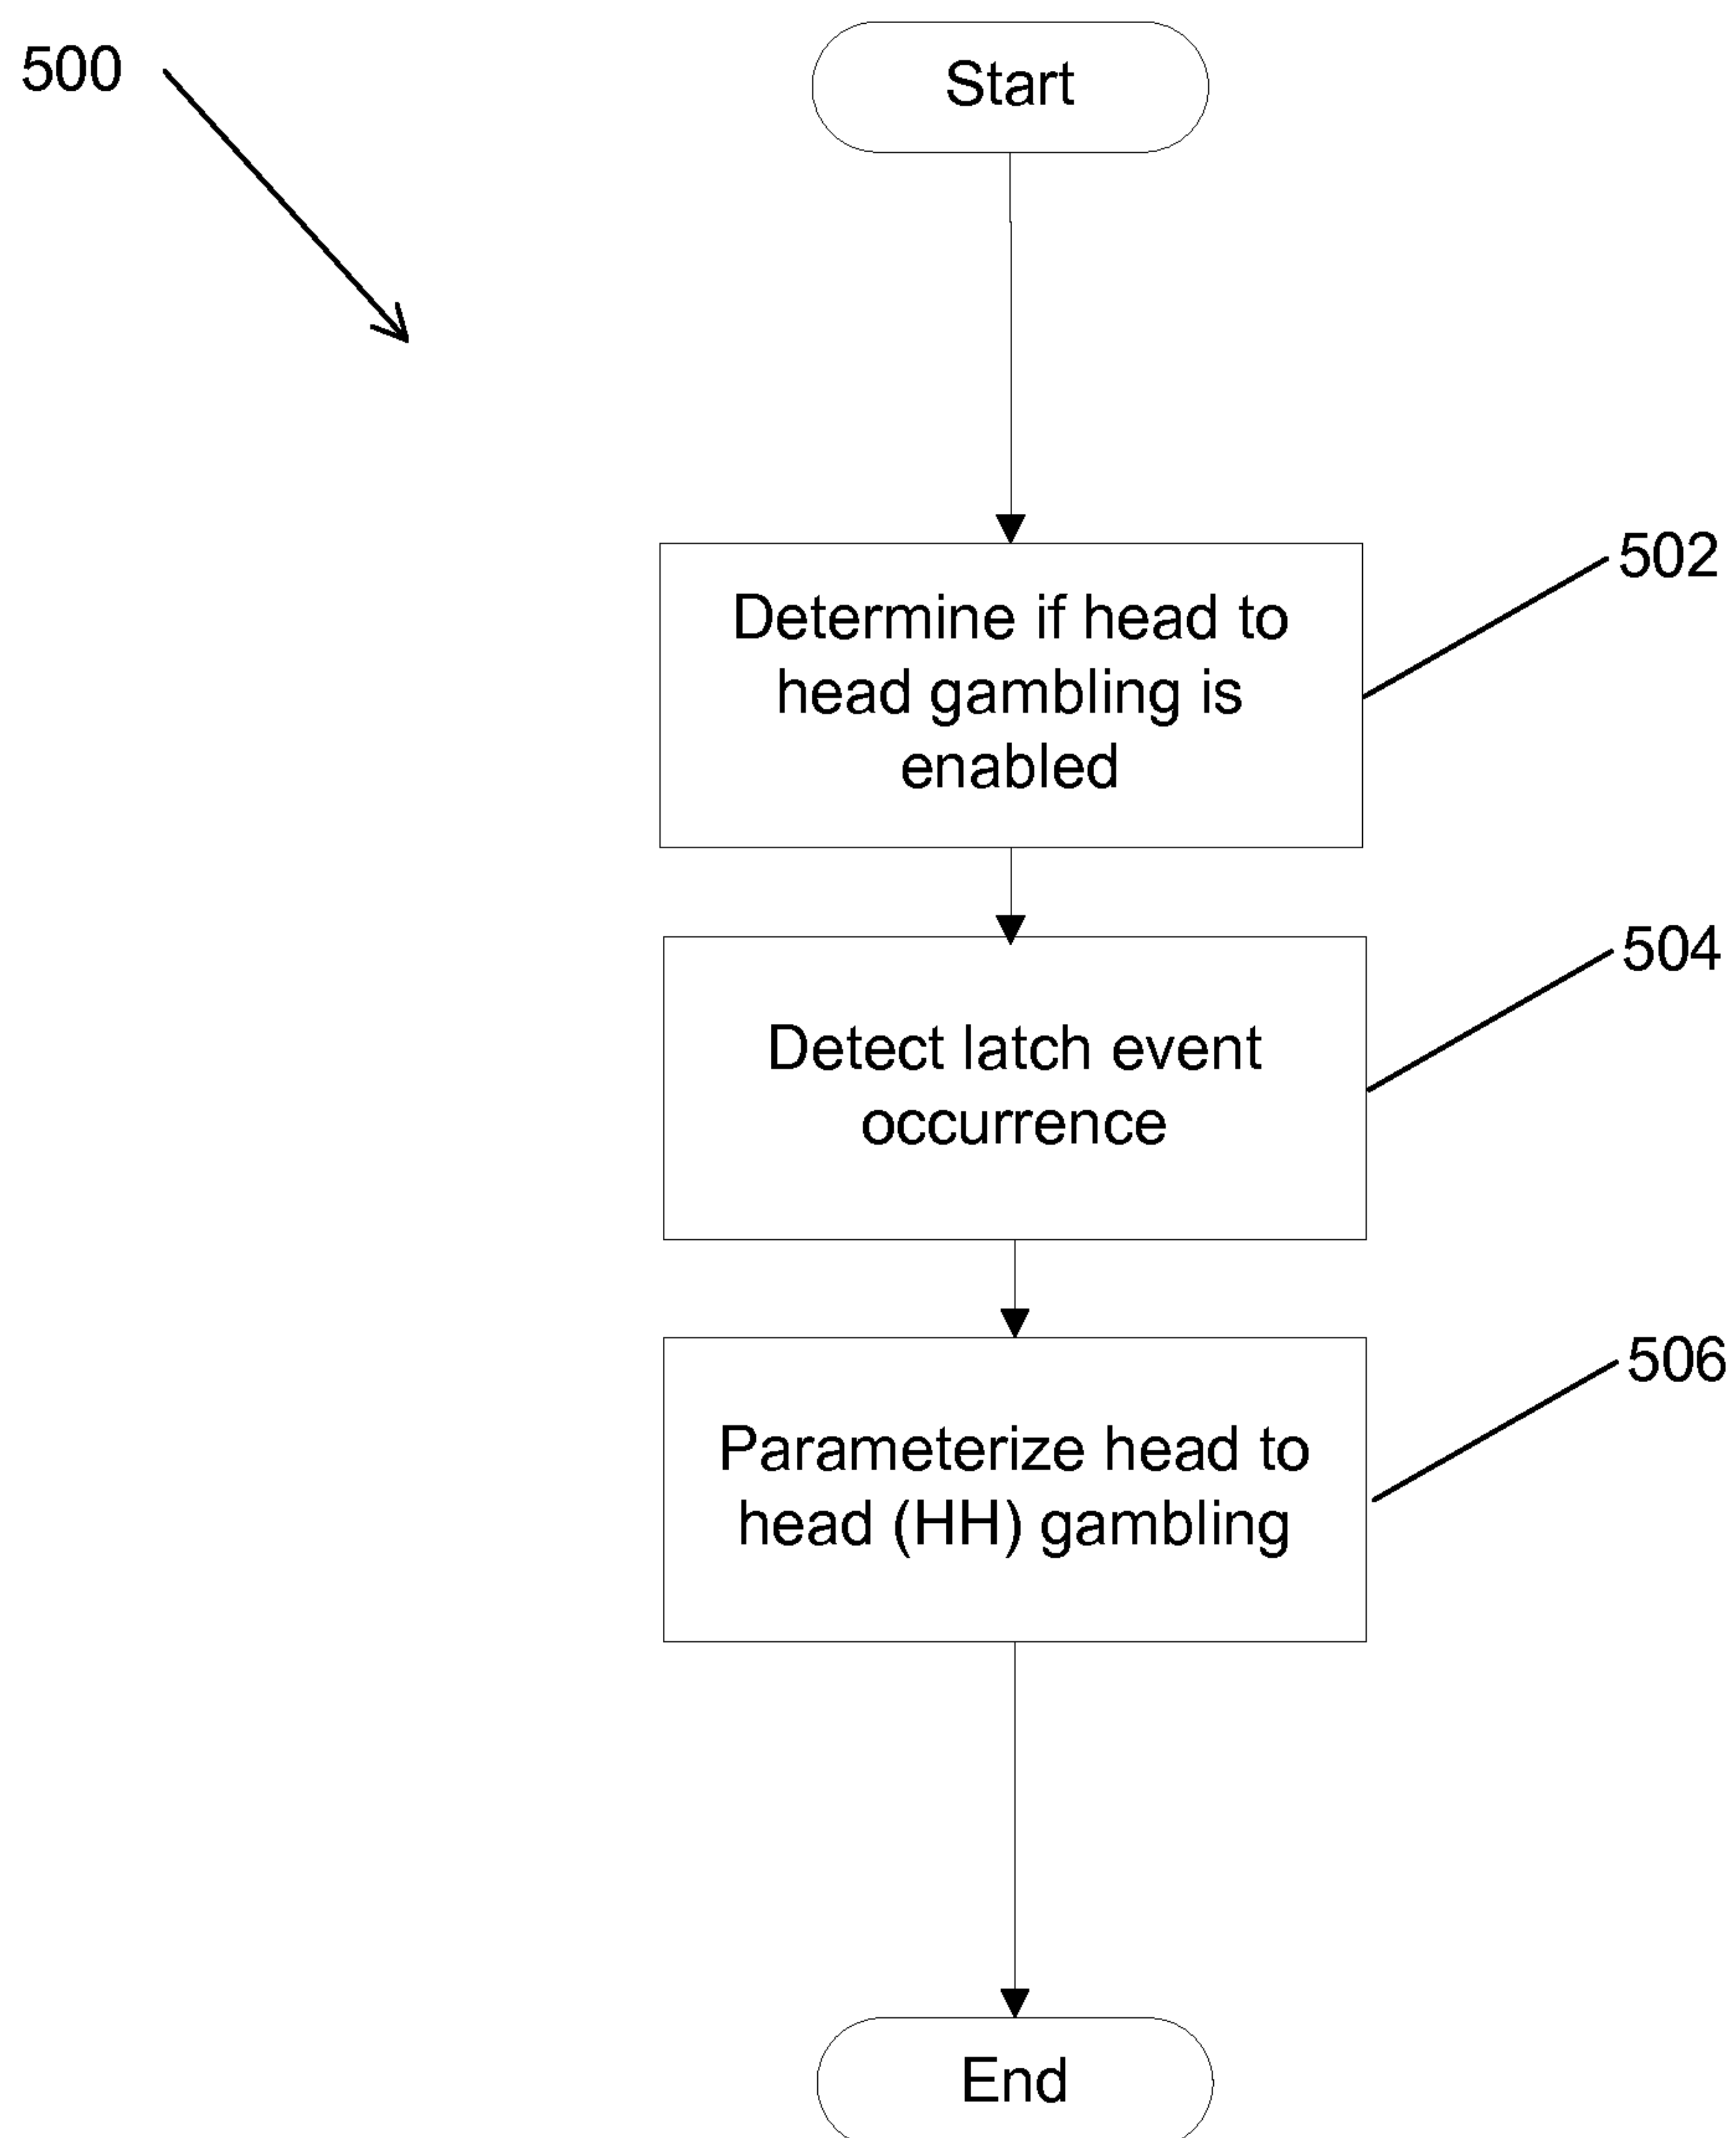 500
Start
Determine if head to
head gambling is
enabled
502
Detect latch event
occurrence
504
Parameterize head to
head (HH) gambling
506
End